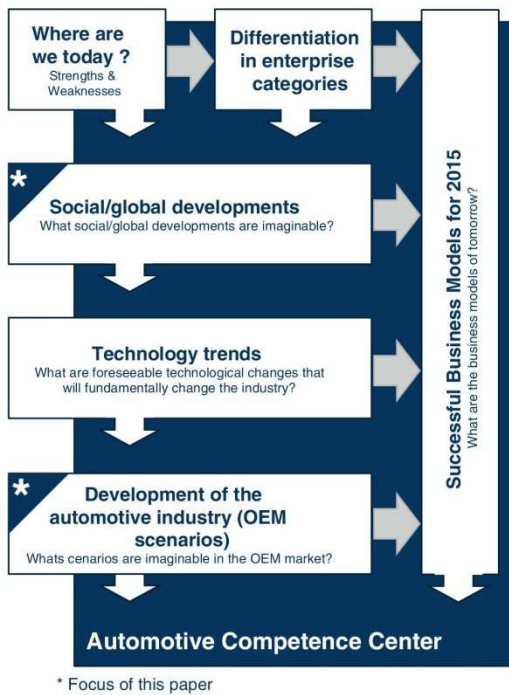 Where are
we today ?
Strengths &
Weaknesses
Differentiation
in enterprise
categories
*
Social/global developments
What social/global developments are imaginable?
Technology trends
What are foreseeable technological changes that
will fundamentally change the industry?
*
Development of the
automotive industry (OEM
scenarios)
Whats cenarios are imaginable in the OEM market?
Successful Business Models for 2015
What are the business models of tomorrow?
Automotive Competence Center
* Focus of this paper